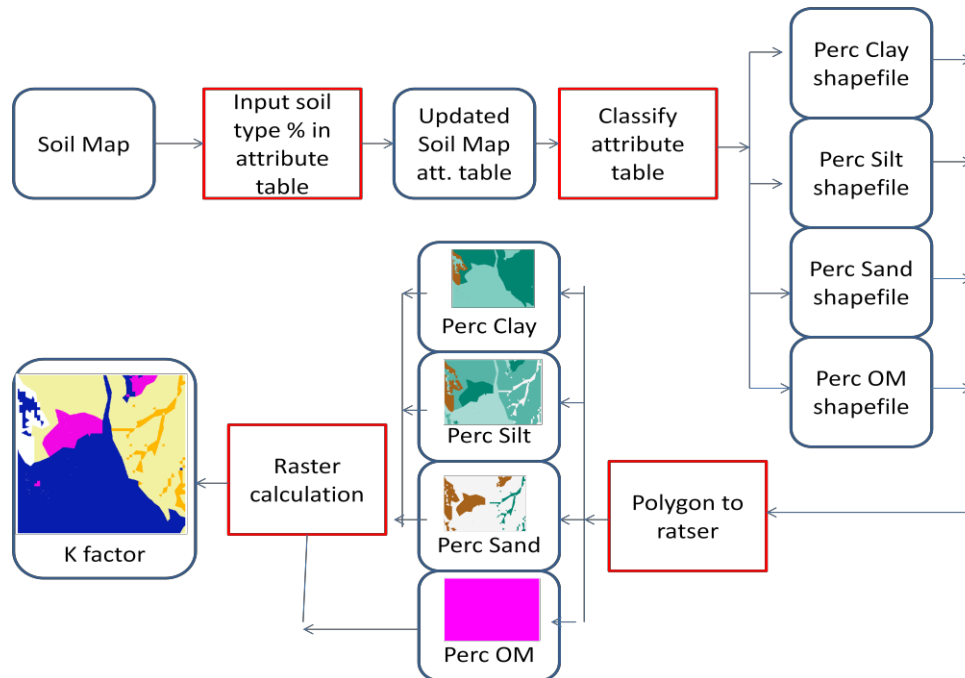 Soil Map
Input soil
type % in
attribute
table
Updated
Soil Map
att. table
Classify
attribute
table
Perc Clay
shapefile
Perc Silt
shapefile
Perc Sand
shapefile
Perc OM
shapefile
Polygon to
ratser
Perc Clay
Perc Silt
Perc Sand
Perc OM
Raster
calculation
K factor